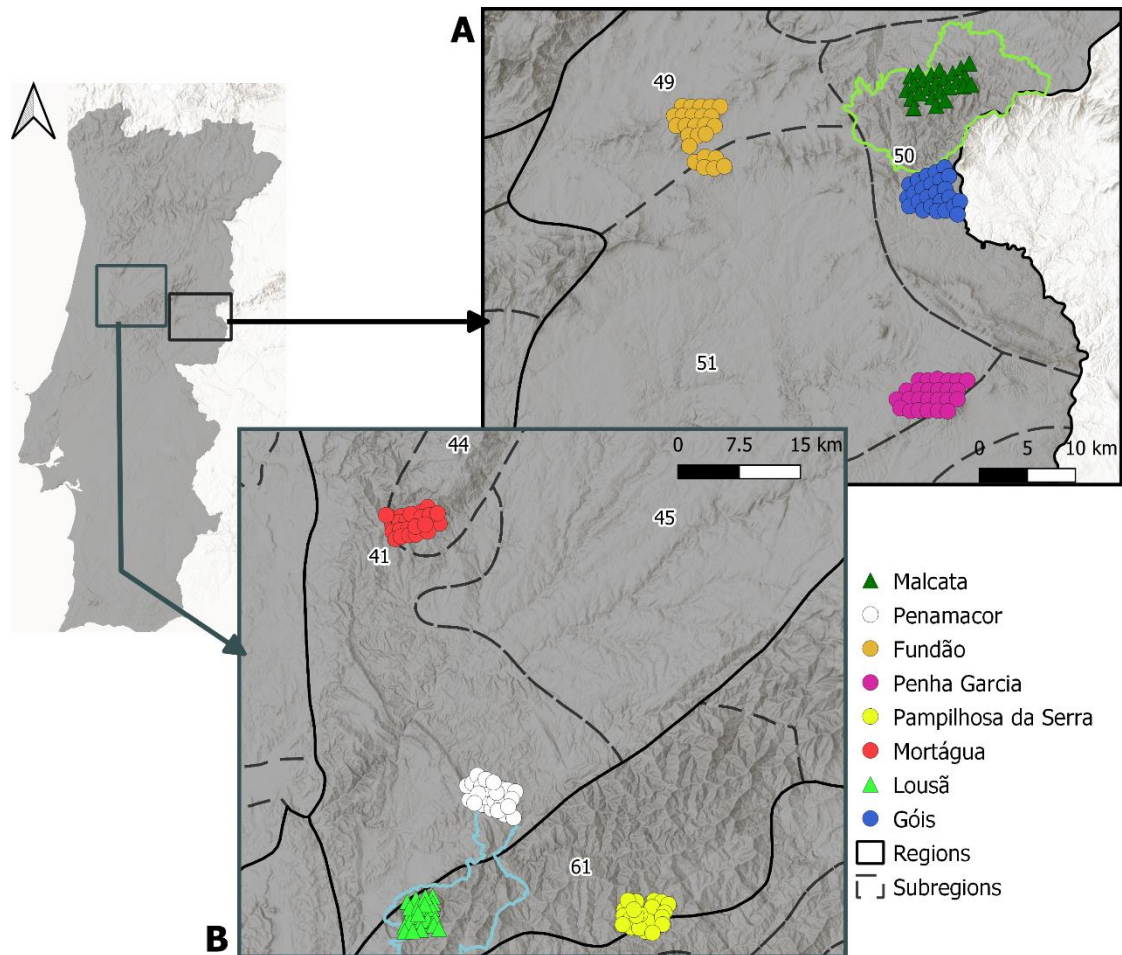 A
49
50
51
0 5 10 km
44
0 7.5 15 km
45
41
61
B
Malcata
Penamacor
Fundão
Penha Garcia
Pampilhosa da Serra
Mortágua
Lousã
Góis
Regions
Subregions